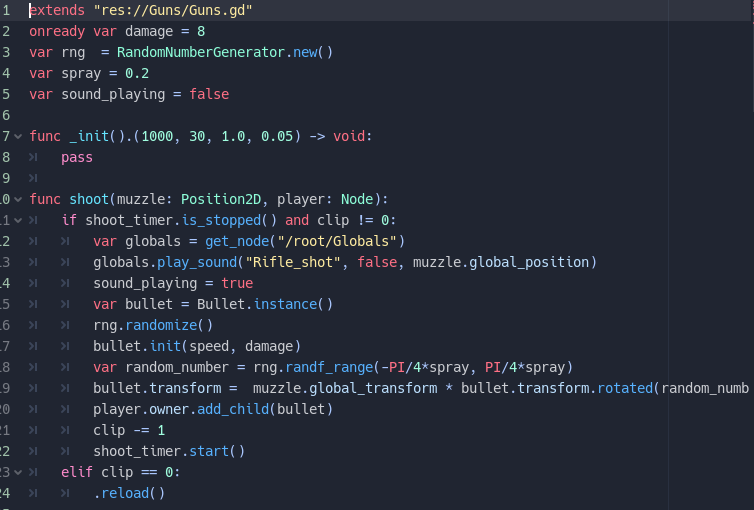 1 extends "res://Guns/Guns.gd"
2 onready var damage = 8
3 var rng  = RandomNumberGenerator.new()
4 var spray = 0.2
5 var sound_playing = false
6
7 func _init().(1000, 30, 1.0, 0.05) -> void:
8     pass
9
10 func shoot(muzzle: Position2D, player: Node):
11     if shoot_timer.is_stopped() and clip != 0:
12         var globals = get_node("/root/Globals")
13         globals.play_sound("Rifle_shot", false, muzzle.global_position)
14         sound_playing = true
15         var bullet = Bullet.instance()
16         rng.randomize()
17         bullet.init(speed, damage)
18         var random_number = rng.randf_range(-PI/4*spray, PI/4*spray)
19         bullet.transform =  muzzle.global_transform * bullet.transform.rotated(random_numb
20         player.owner.add_child(bullet)
21         clip -= 1
22         shoot_timer.start()
23     elif clip == 0:
24         .reload()